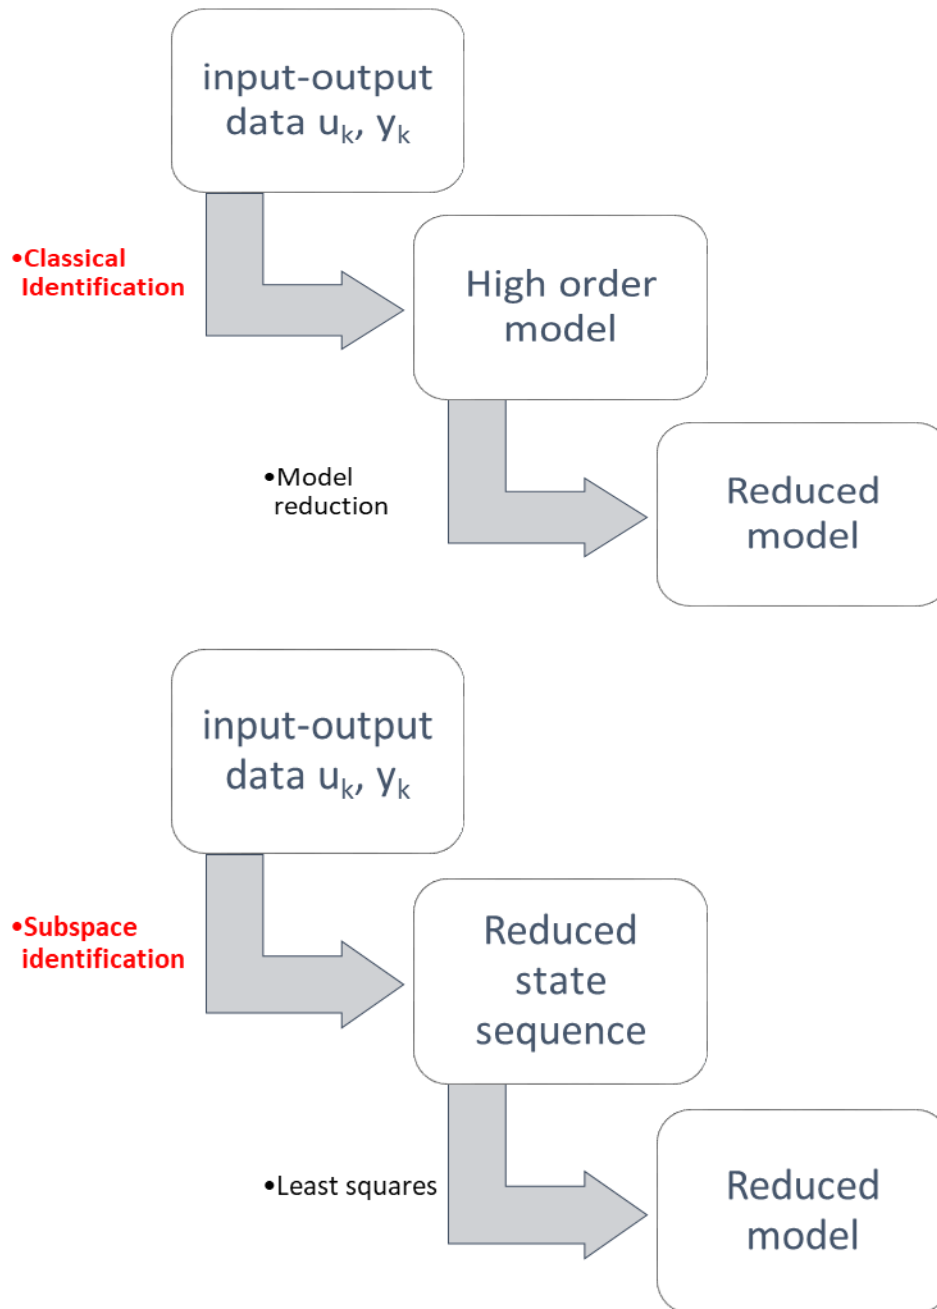 input-output
data uk, yk
•Classical
Identification
High order
model
•Model
reduction
Reduced
model
input-output
data uk, yk
•Subspace
identification
Reduced
state
sequence
•Least squares
Reduced
model